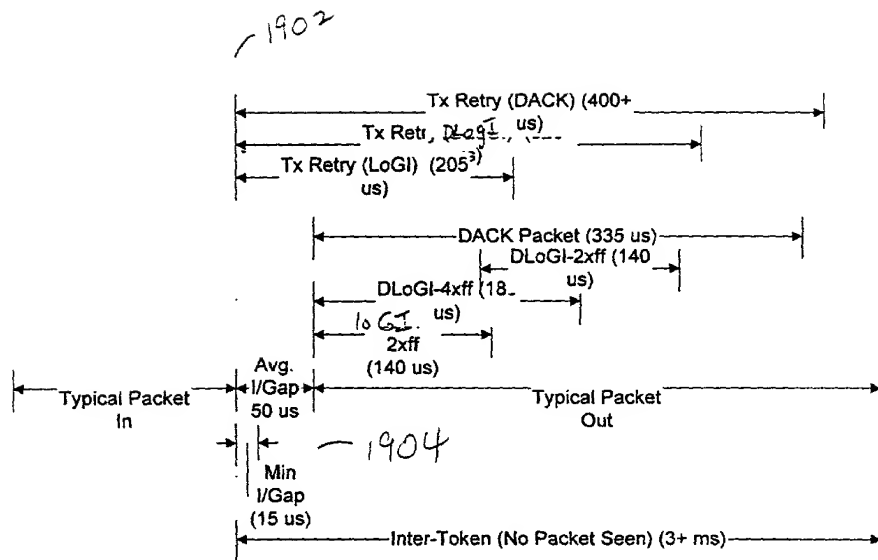 1902
Tx Retry (DACK) (400+
us)
Tx Retr, DLogI
Tx Retry (LoGI) (205
us)
DACK Packet (335 us)
DLoGI-2xff (140
us)
DLoGI-4xff (18
us)
loGI.
2xff
(140 us)
Avg.
I/Gap
50 us
Typical Packet
In
Typical Packet
Out
1904
Min
I/Gap
(15 us)
Inter-Token (No Packet Seen) (3+ ms)